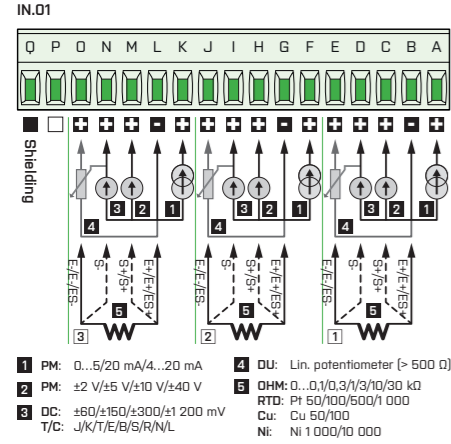 IN.01
Q P O N M L K J I H G F E D C B A
Shielding
+ + + - + + + + - + + + + - +
3 2 1 3 2 1 3 2 1
4 4 4
E/E-/ES- S- S+/S+ E+/E+/ES+ E/E-/ES- S- S+/S+ E+/E+/ES+ E/E-/ES- S- S+/S+ E+/E+/ES+
5 5 5
3 2 1
1 PM: 0...5/20 mA/4...20 mA
2 PM: ±2 V/±5 V/±10 V/±40 V
3 DC: ±60/±150/±300/±1 200 mV
T/C: J/K/T/E/B/S/R/N/L
4 DU: Lin. potentiometer (> 500 Ω)
5 OHM: 0...0,1/0,3/1/3/10/30 kΩ
RTD: Pt 50/100/500/1 000
Cu: Cu 50/100
Ni: Ni 1 000/10 000